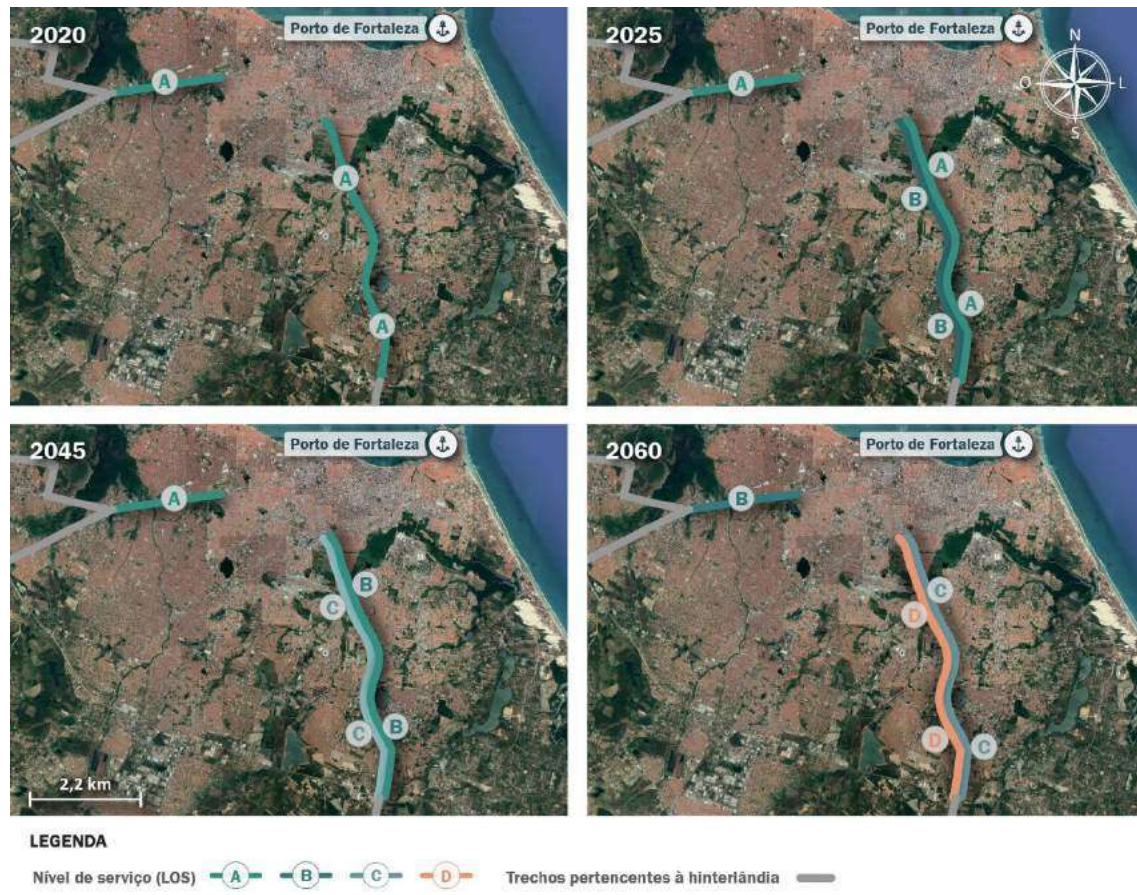 2020
Porto de Fortaleza
A
A
A
2025
Porto de Fortaleza
N
O
L
S
A
A
B
A
B
2045
Porto de Fortaleza
A
B
C
C
B
2,2 km
2060
Porto de Fortaleza
B
C
D
D
C
LEGENDA
Nível de serviço (LOS) A B C D Trechos pertencentes à hinterlândia